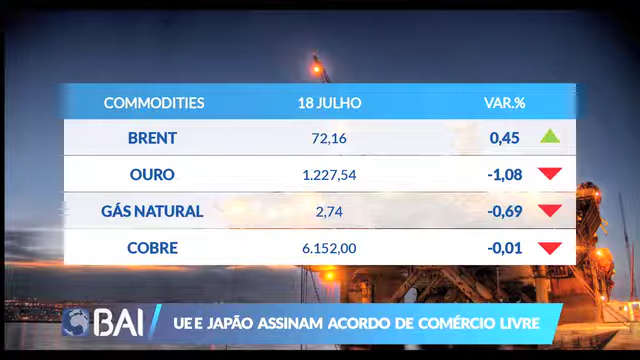 COMMODITIES 18 JULHO VAR.%
BRENT 72,16 0,45
OURO 1.227,54 -1,08
GÁS NATURAL 2,74 -0,69
COBRE 6.152,00 -0,01
BAI UE E JAPÃO ASSINAM ACORDO DE COMÉRCIO LIVRE